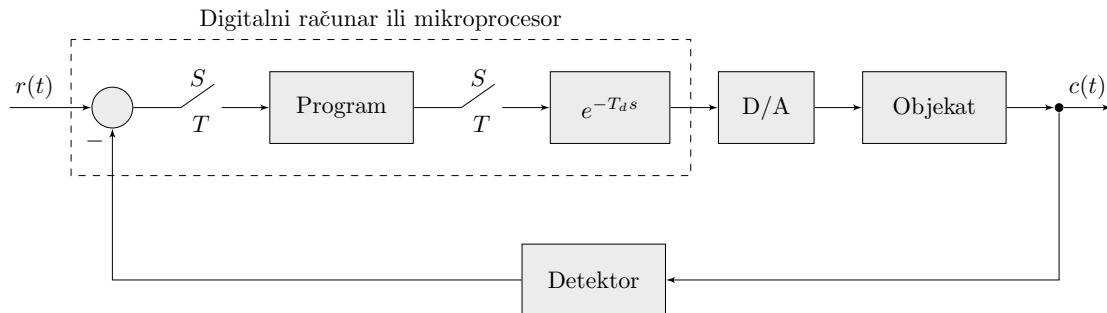 Digitalni računar ili mikroprocesor
r(t)
S
T
Program
S
T
e^{-T_d s}
D/A
Objekat
c(t)
−
Detektor